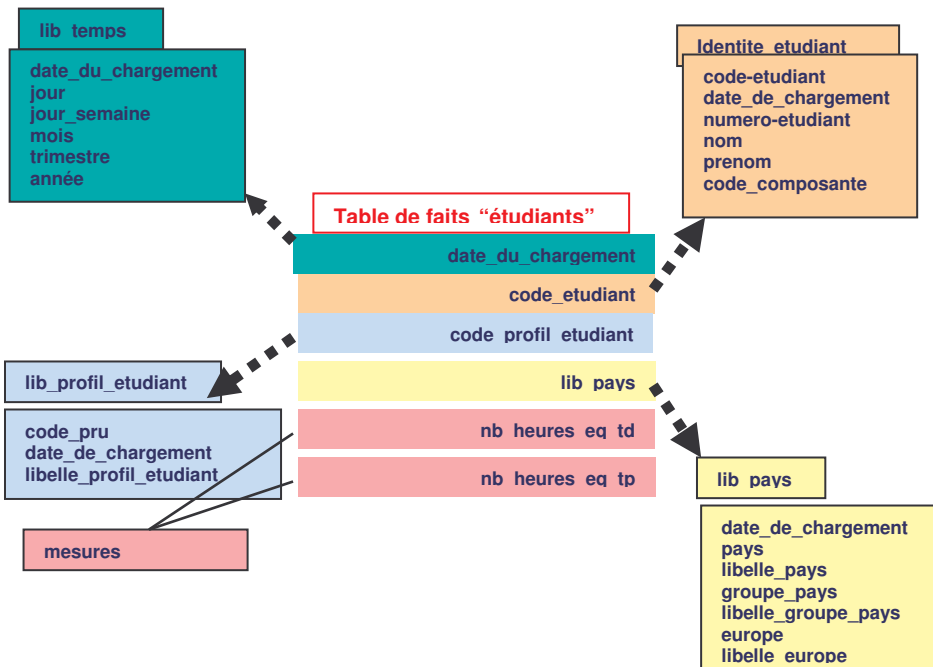 lib_temps
date_du_chargement
jour
jour_semaine
mois
trimestre
année
Identite_etudiant
code-etudiant
date_de_chargement
numero-etudiant
nom
prenom
code_composante
Table de faits “étudiants”
date_du_chargement
code_etudiant
code_profil_etudiant
lib_pays
nb_heures_eq_td
nb_heures_eq_tp
lib_profil_etudiant
code_pru
date_de_chargement
libelle_profil_etudiant
mesures
lib_pays
date_de_chargement
pays
libelle_pays
groupe_pays
libelle_groupe_pays
europe
libelle_europe